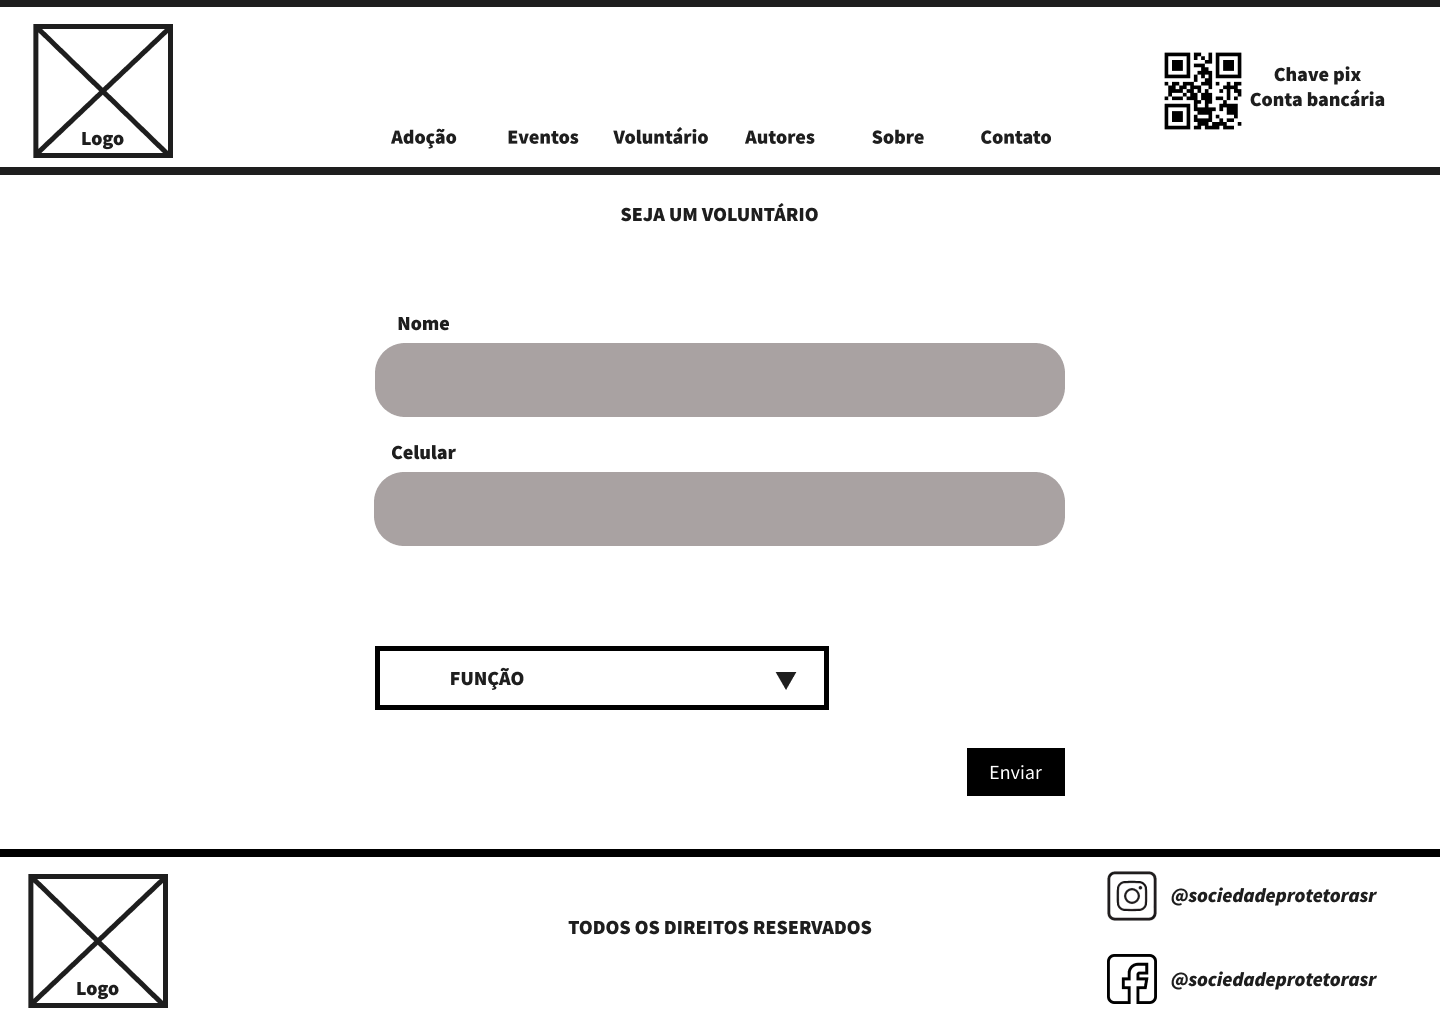 Logo
Adoção
Eventos
Voluntário
Autores
Sobre
Contato
Chave pix
Conta bancária
SEJA UM VOLUNTÁRIO
Nome
Celular
FUNÇÃO
Enviar
Logo
TODOS OS DIREITOS RESERVADOS
@sociedadeprotetorasr
@sociedadeprotetorasr